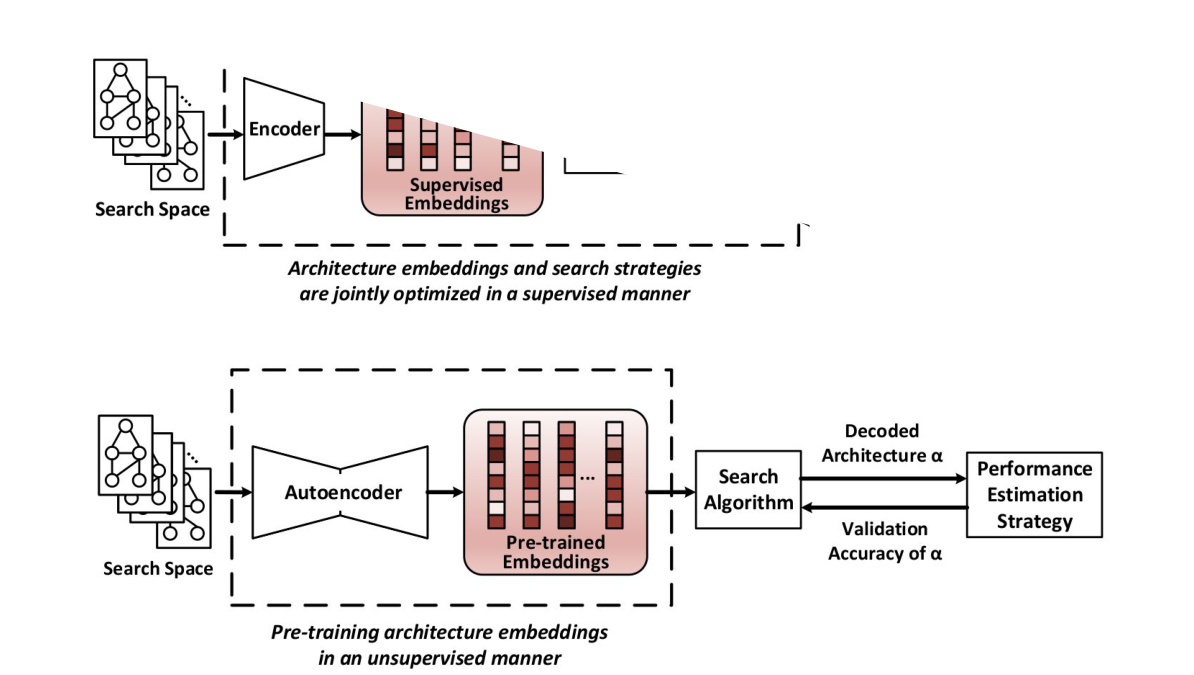 Encoder
Supervised
Embeddings
Search Space
Architecture embeddings and search strategies
are jointly optimized in a supervised manner
Autoencoder
...
Pre-trained
Embeddings
Search
Algorithm
Decoded
Architecture α
Validation
Accuracy of α
Performance
Estimation
Strategy
Search Space
Pre-training architecture embeddings
in an unsupervised manner